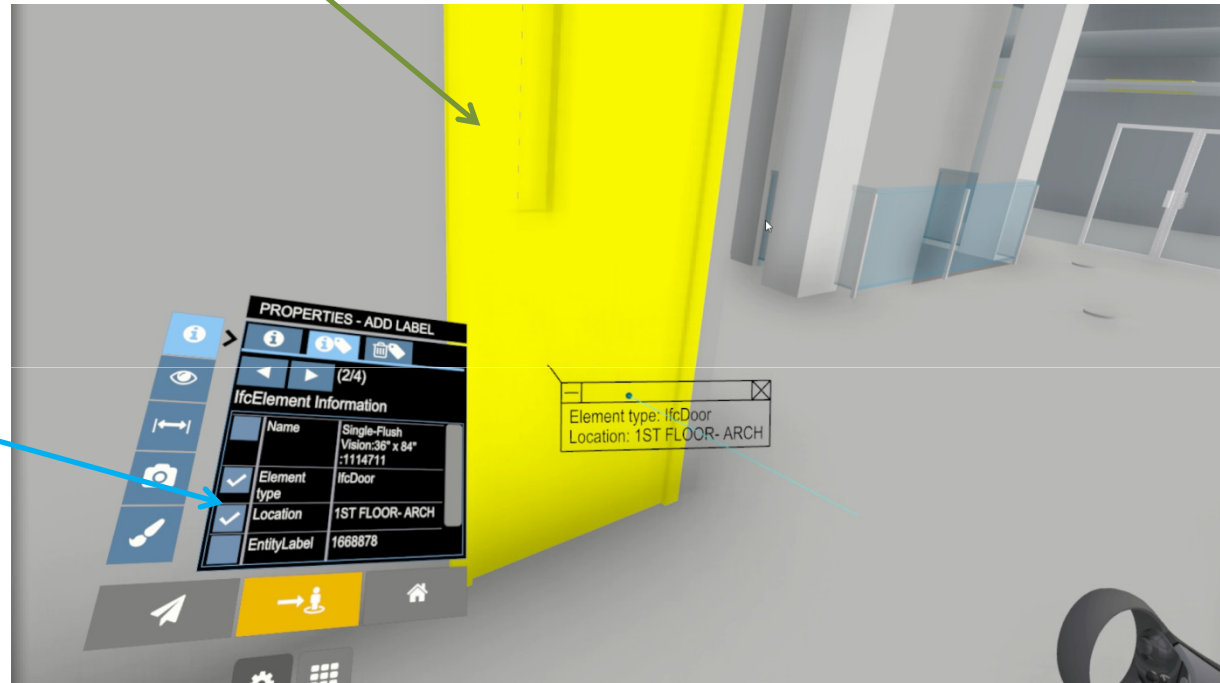 PROPERTIES - ADD LABEL
(2/4)
IfcElement Information
Name
Single-Flush
Vision:36" x 84"
:1114711
Element
type
IfcDoor
Location
1ST FLOOR- ARCH
EntityLabel
1668878
Element type: IfcDoor
Location: 1ST FLOOR- ARCH